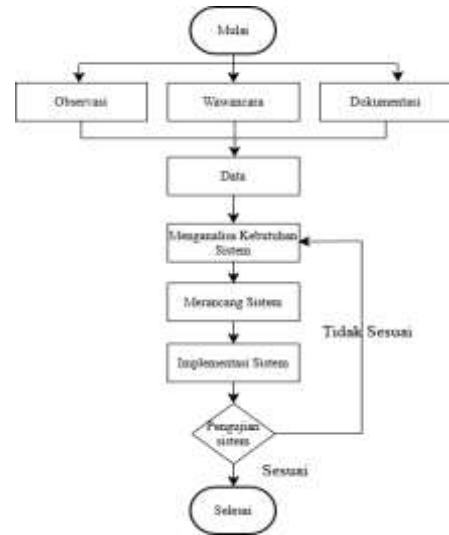 Mulai
Observasi
Wawancara
Dokumentasi
Data
Menganalisa Kebutuhan
Sistem
Merancang Sistem
Implementasi Sistem
Tidak Sesuai
Pengujian
sistem
Sesuai
Selesai